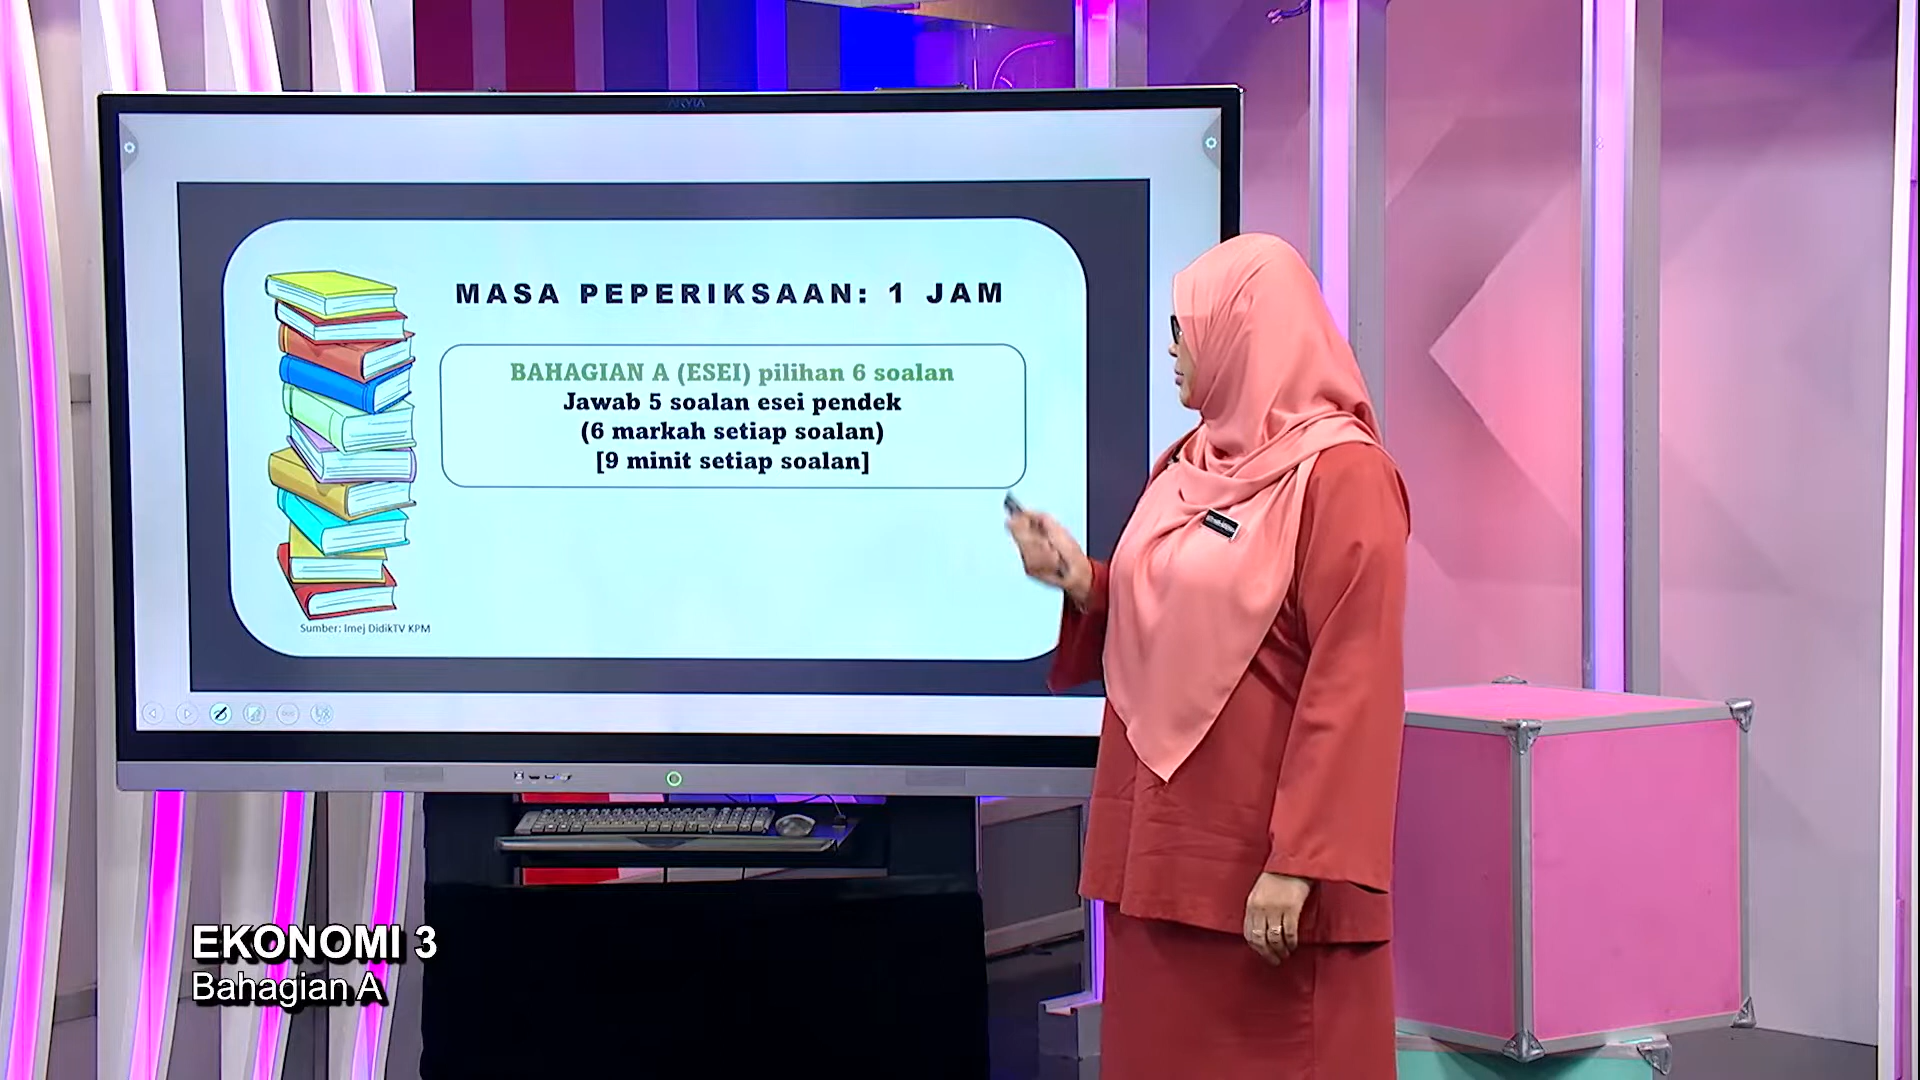 MASA PEPERIKSAAN: 1 JAM
BAHAGIAN A (ESEI) pilihan 6 soalan
Jawab 5 soalan esei pendek
(6 markah setiap soalan)
[9 minit setiap soalan]
Sumber: Imej DidikTV KPM
EKONOMI 3
Bahagian A